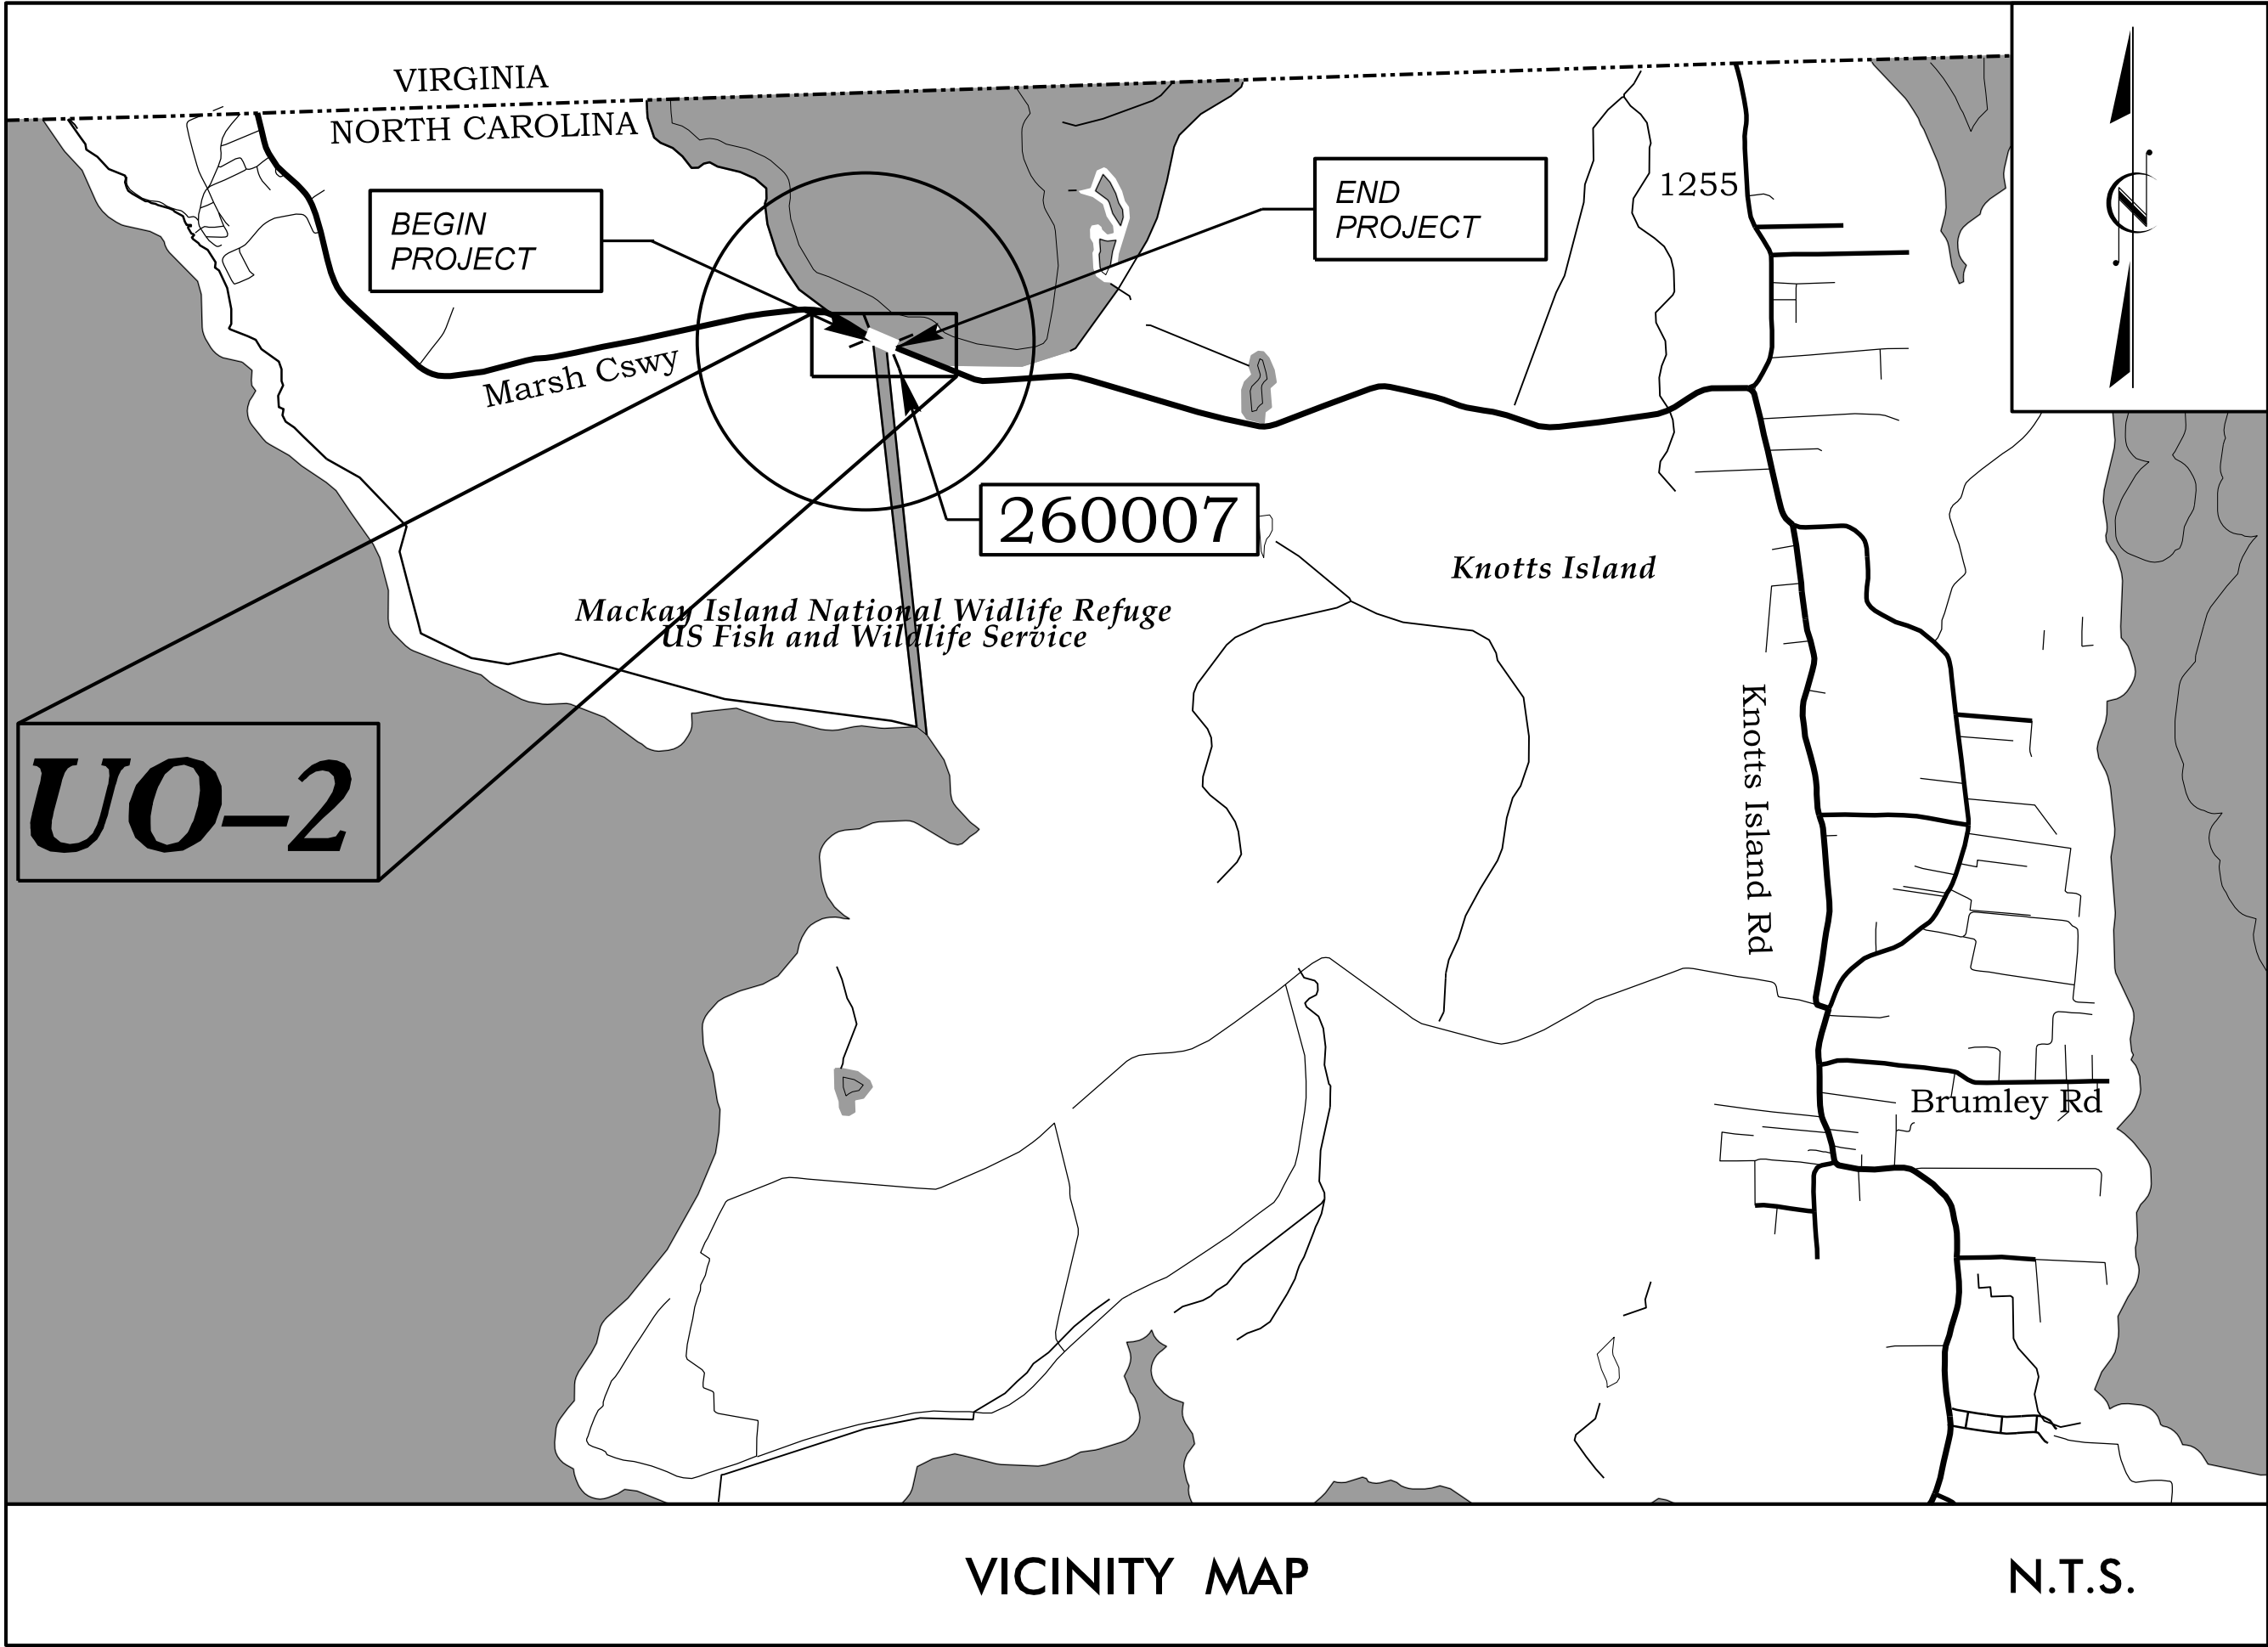 VIRGINIA
NORTH CAROLINA
BEGIN
PROJECT
END
PROJECT
1255
N
Marsh Cswy
260007
Knotts Island
Mackay Island National Widlife Refuge
US Fish and Wildlife Service
Knotts Island Rd
UO–2
Brumley Rd
VICINITY MAP
N.T.S.